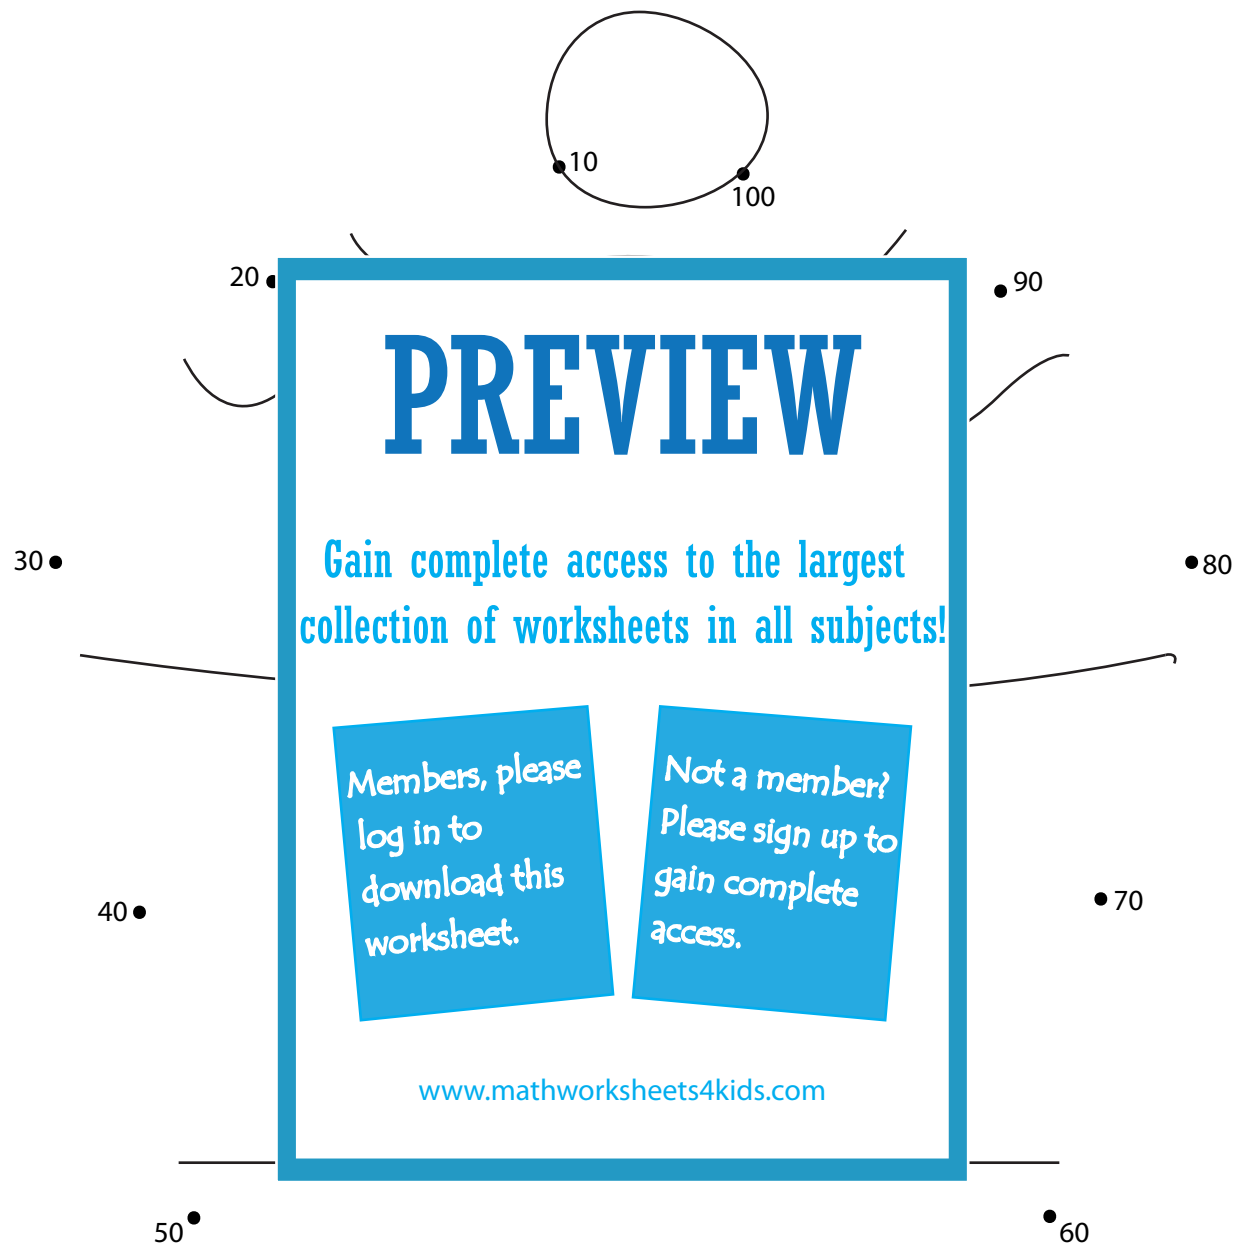 10
100
20
90
PREVIEW
Gain complete access to the largest
collection of worksheets in all subjects!
30
80
Members, please
log in to
download this
worksheet.
Not a member?
Please sign up to
gain complete
access.
40
70
www.mathworksheets4kids.com
50
60